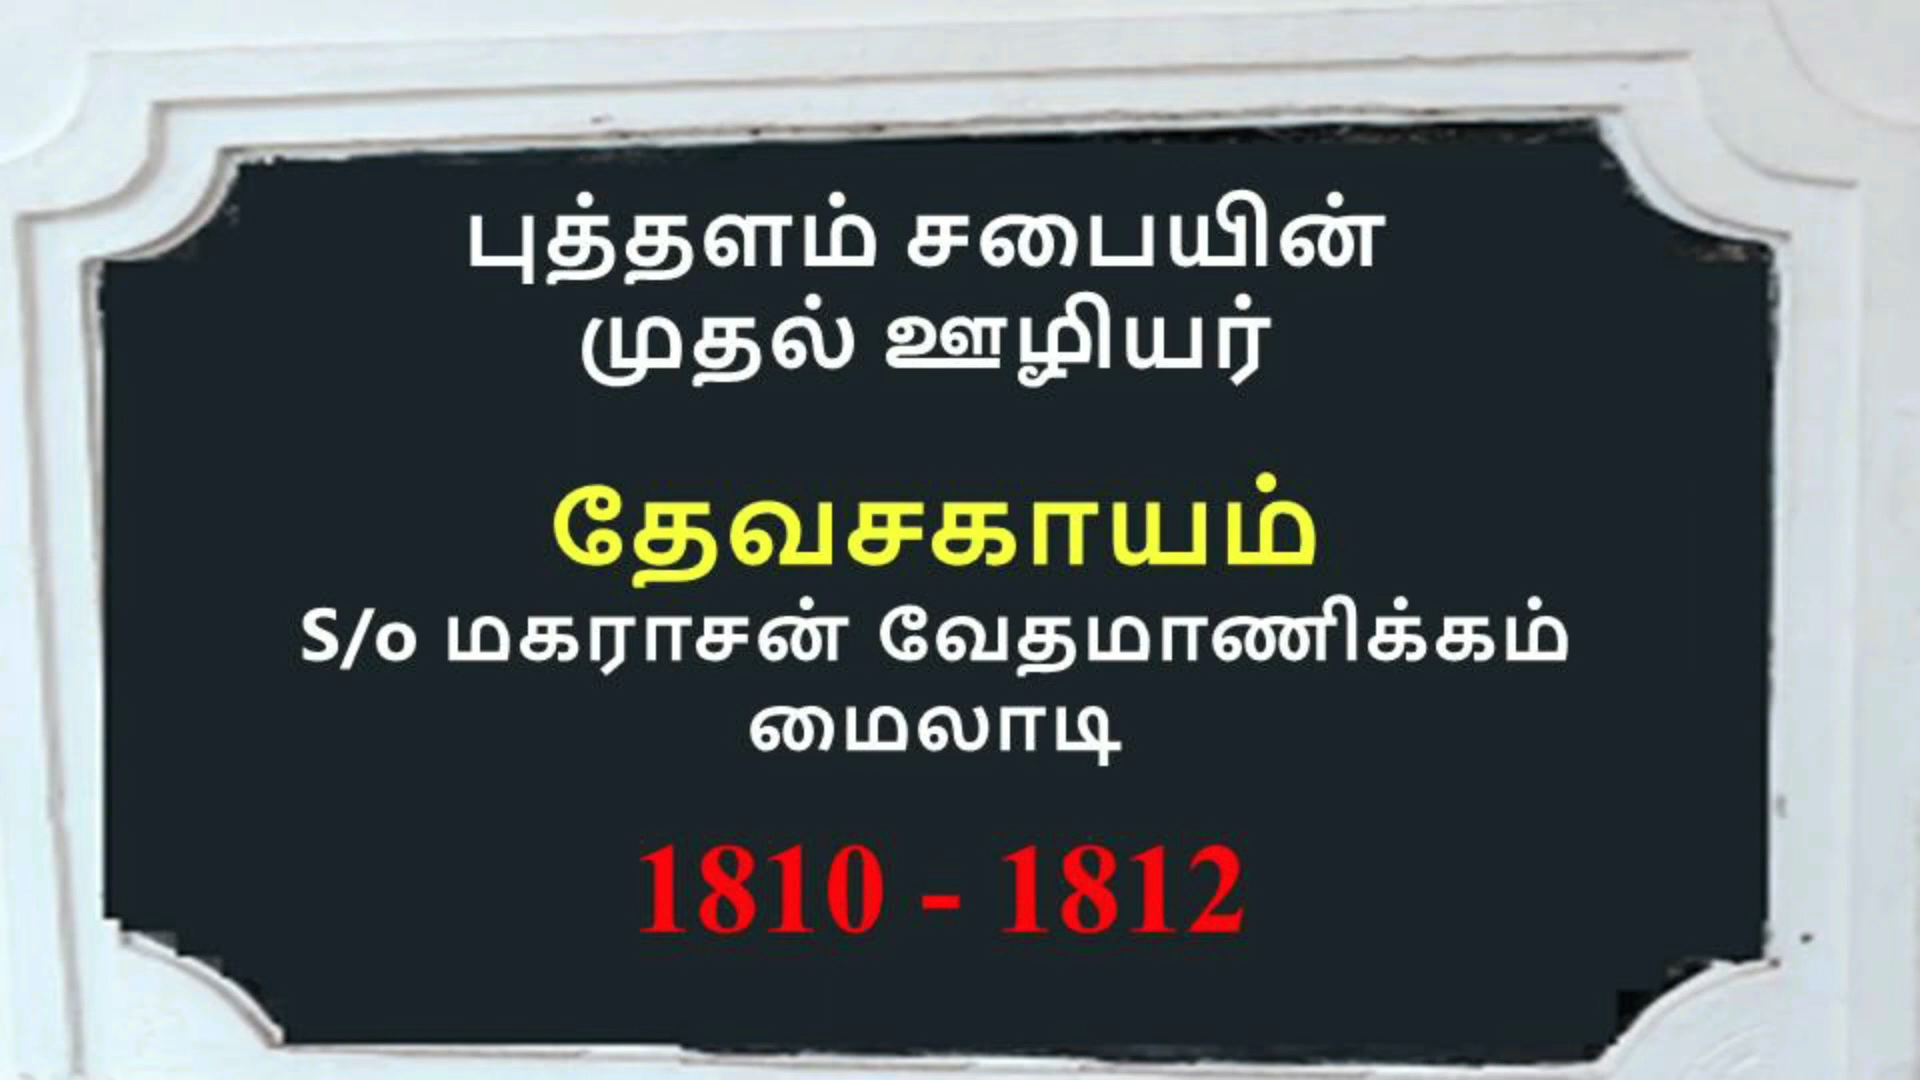 புத்தளம் சபையின்
முதல் ஊழியர்
தேவசகாயம்
S/o மகராசன் வேதமாணிக்கம்
மைலாடி
1810 - 1812